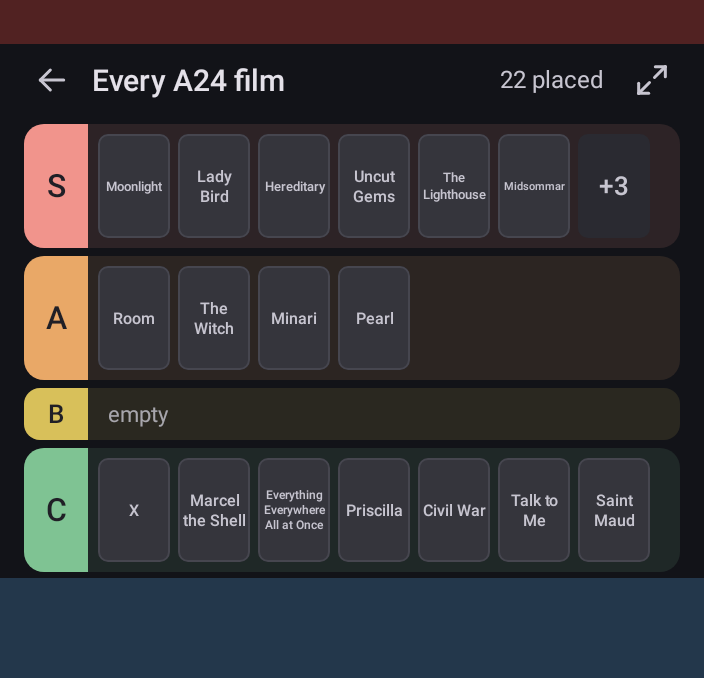 Every A24 film
22 placed
S
Moonlight
Lady
Bird
Hereditary
Uncut
Gems
The
Lighthouse
Midsommar
+3
A
Room
The
Witch
Minari
Pearl
B
empty
C
X
Marcel
the Shell
Everything
Everywhere
All at Once
Priscilla
Civil War
Talk to
Me
Saint
Maud